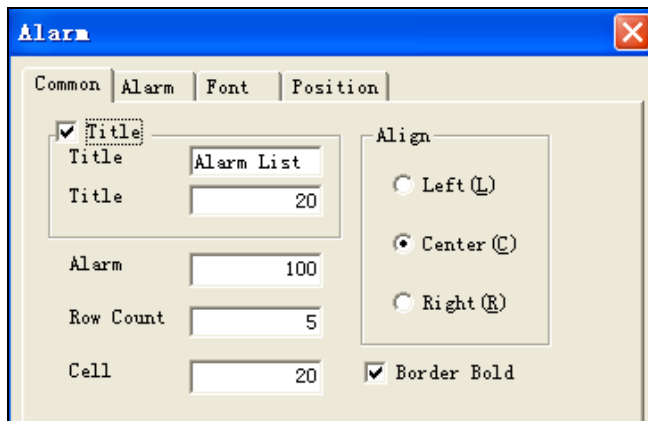 Alarm
Common Alarm Font Position
Title
Title Alarm List
Title 20
Alarm 100
Row Count 5
Cell 20
Align
Left(L)
Center(C)
Right(R)
Border Bold